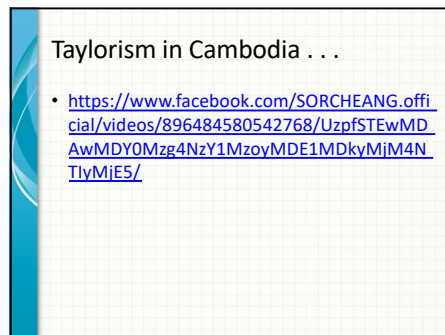 Taylorism in Cambodia . . .
• https://www.facebook.com/SORCHEANG.offi
cial/videos/896484580542768/UzpfSTEwMD
AwMDY0Mzg4NzY1MzoyMDE1MDkyMjM4N
TIyMjE5/